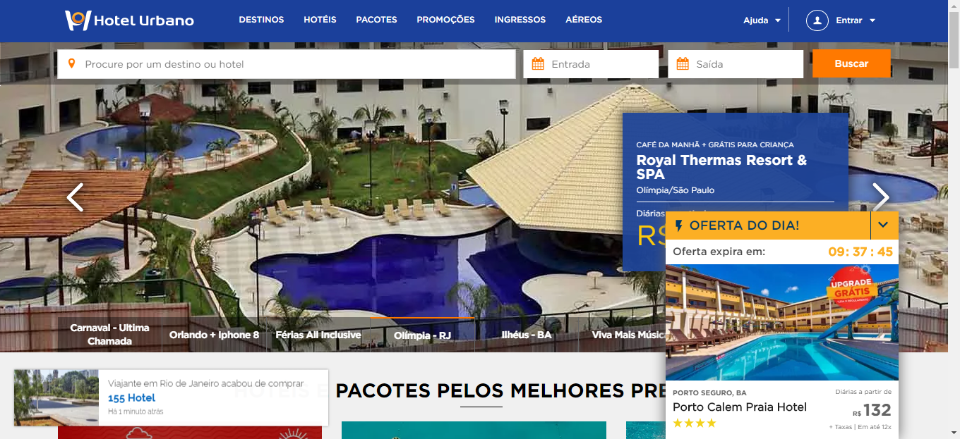 Hotel Urbano
DESTINOS HOTÉIS PACOTES PROMOÇÕES INGRESSOS AÉREOS
Ajuda Entrar
Procure por um destino ou hotel
Entrada
Saída
Buscar
CAFÉ DA MANHÃ + GRÁTIS PARA CRIANÇA
Royal Thermas Resort &
SPA
Olímpia/São Paulo
Diárias
R$
OFERTA DO DIA!
Oferta expira em: 09: 37 : 45
UPGRADE
GRÁTIS
Carnaval - Ultima
Chamada
Orlando + Iphone 8
Férias All Inclusive
Olímpia - RJ
Ilhéus - BA
Viva Mais Músic
Viajante em Rio de Janeiro acabou de comprar
155 Hotel
Há 1 minuto atrás
PACOTES PELOS MELHORES PRE
PORTO SEGURO, BA
Porto Calem Praia Hotel
Diárias a partir de
R$ 132
+ Taxas | Em até 12x